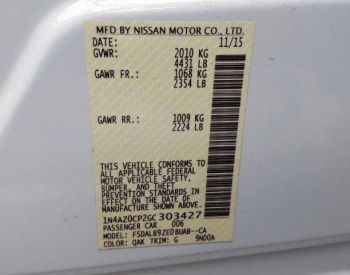 MFD BY NISSAN MOTOR CO., LTD.
DATE: 11/15
GVWR: 2010 KG
4431 LB
GAWR FR.: 1068 KG
2354 LB
GAWR RR.: 1009 KG
2224 LB
THIS VEHICLE CONFORMS TO
ALL APPLICABLE FEDERAL
MOTOR VEHICLE SAFETY,
BUMPER, AND THEFT
PREVENTION STANDARDS IN
EFFECT ON THE DATE OF
MANUFACTURE SHOWN ABOVE.
1N4AZ0CP2GC303427
PASSENGER CAR 006
MODEL: FSDALB9ZE0BUAB--CA
COLOR: QAK TRIM: G 9N00A